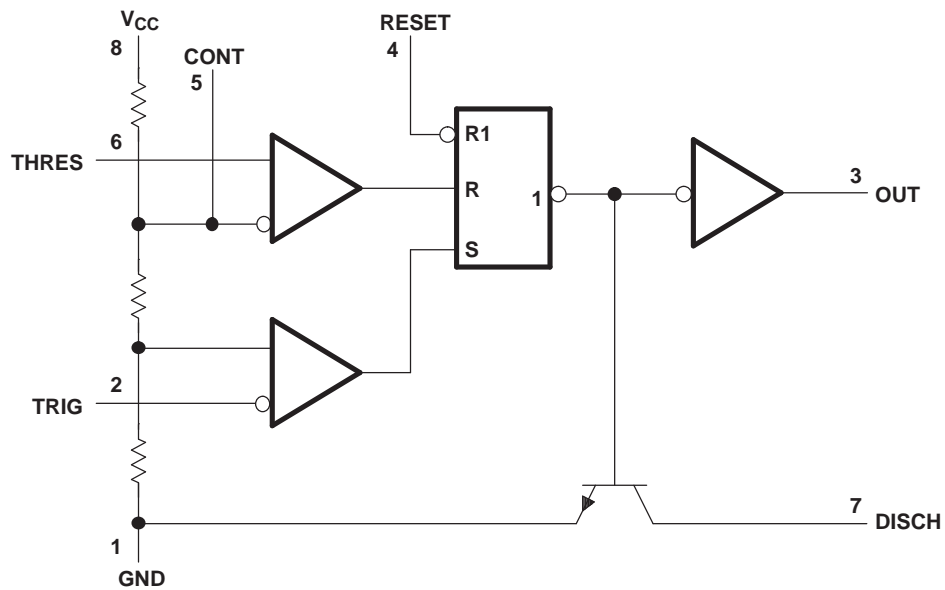 VCC
8
CONT
5
RESET
4
6
THRES
R1
R
1
S
3
OUT
2
TRIG
7
DISCH
1
GND